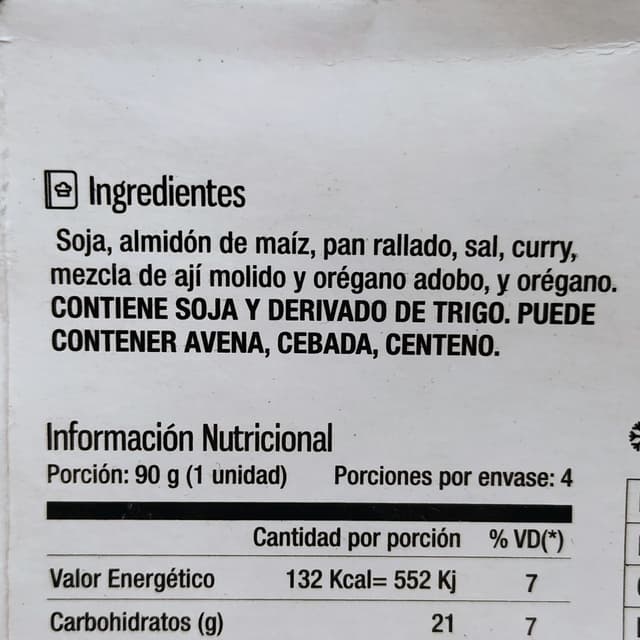 Ingredientes
Soja, almidón de maíz, pan rallado, sal, curry,
mezcla de ají molido y orégano adobo, y orégano.
CONTIENE SOJA Y DERIVADO DE TRIGO. PUEDE
CONTENER AVENA, CEBADA, CENTENO.
Información Nutricional
Porción: 90 g (1 unidad) Porciones por envase: 4
Cantidad por porción % VD(*)
Valor Energético 132 Kcal= 552 Kj 7
Carbohidratos (g) 21 7